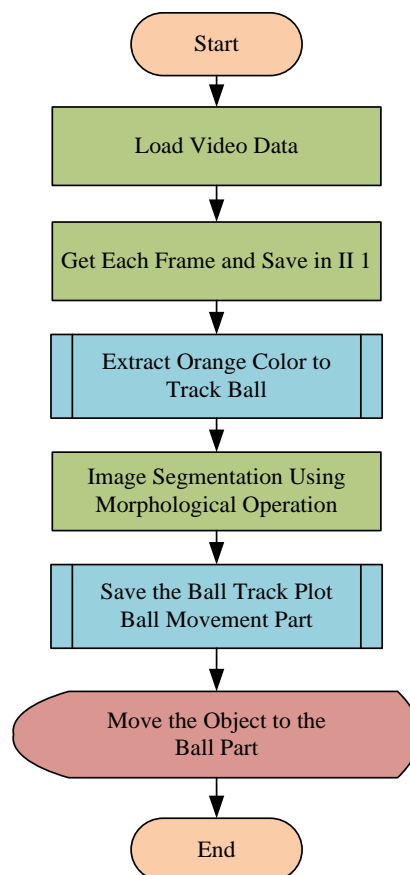 Start
Load Video Data
Get Each Frame and Save in II 1
Extract Orange Color to
Track Ball
Image Segmentation Using
Morphological Operation
Save the Ball Track Plot
Ball Movement Part
Move the Object to the
Ball Part
End